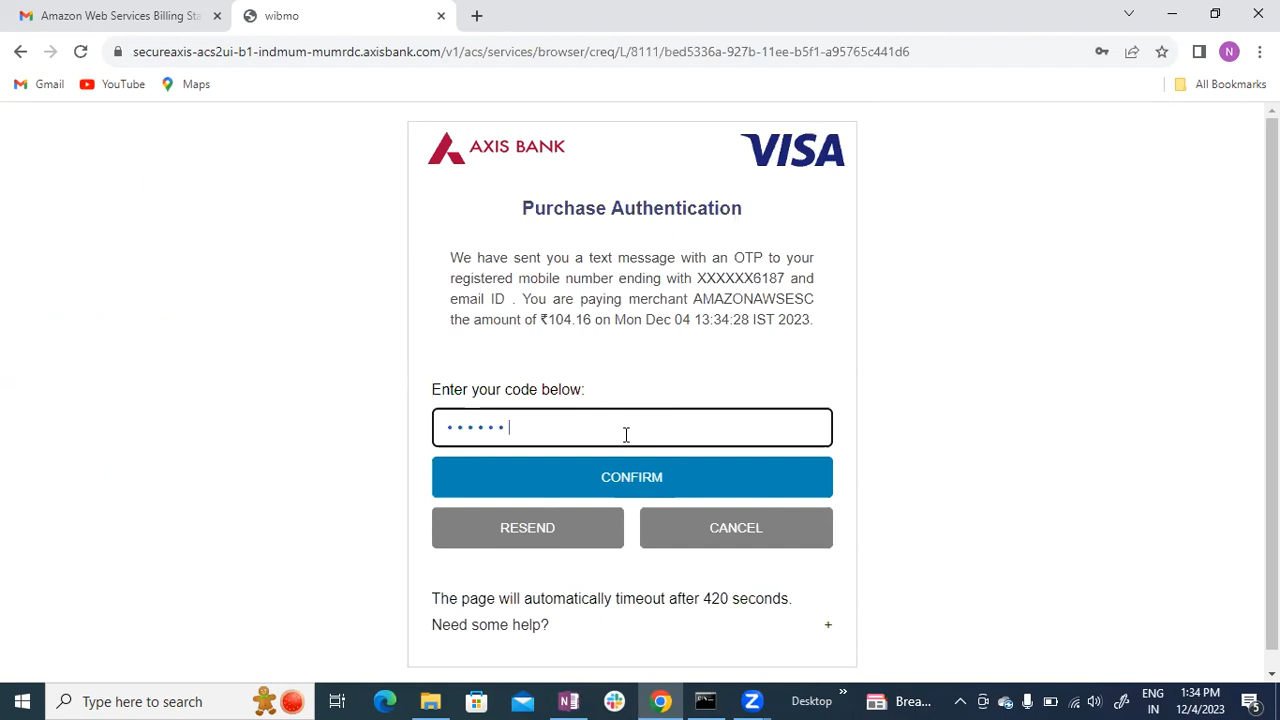 Amazon Web Services Billing Sta
wibmo
secureaxis-acs2ui-b1-indmum-mumrdc.axisbank.com/v1/acs/services/browser/creq/L/8111/bed5336a-927b-11ee-b5f1-a95765c441d6
N
Gmail
YouTube
Maps
All Bookmarks
AXIS BANK
VISA
Purchase Authentication
We have sent you a text message with an OTP to your
registered mobile number ending with XXXXXX6187 and
email ID . You are paying merchant AMAZONAWSESC
the amount of ₹104.16 on Mon Dec 04 13:34:28 IST 2023.
Enter your code below:
••••••
CONFIRM
RESEND
CANCEL
The page will automatically timeout after 420 seconds.
Need some help?
+
Type here to search
Desktop
Brea...
ENG
IN
1:34 PM
12/4/2023
5